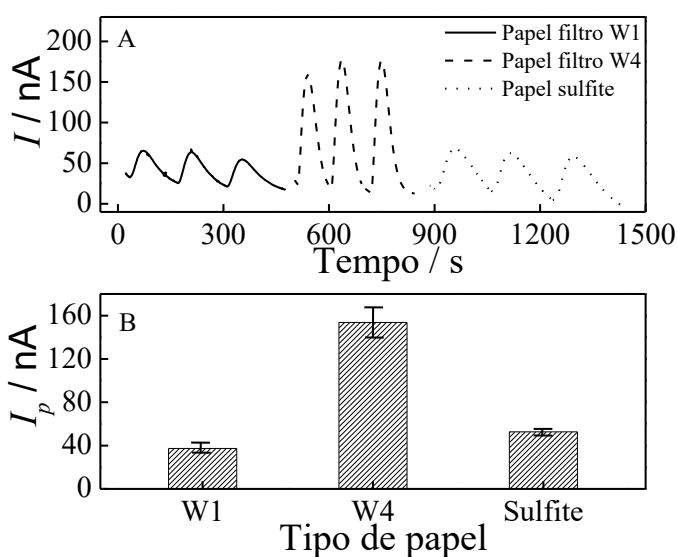 A
Papel filtro W1
Papel filtro W4
Papel sulfite
I / nA
200
150
100
50
0
0 300 600 900 1200 1500
Tempo / s
B
I_p / nA
160
120
80
40
0
W1 W4 Sulfite
Tipo de papel